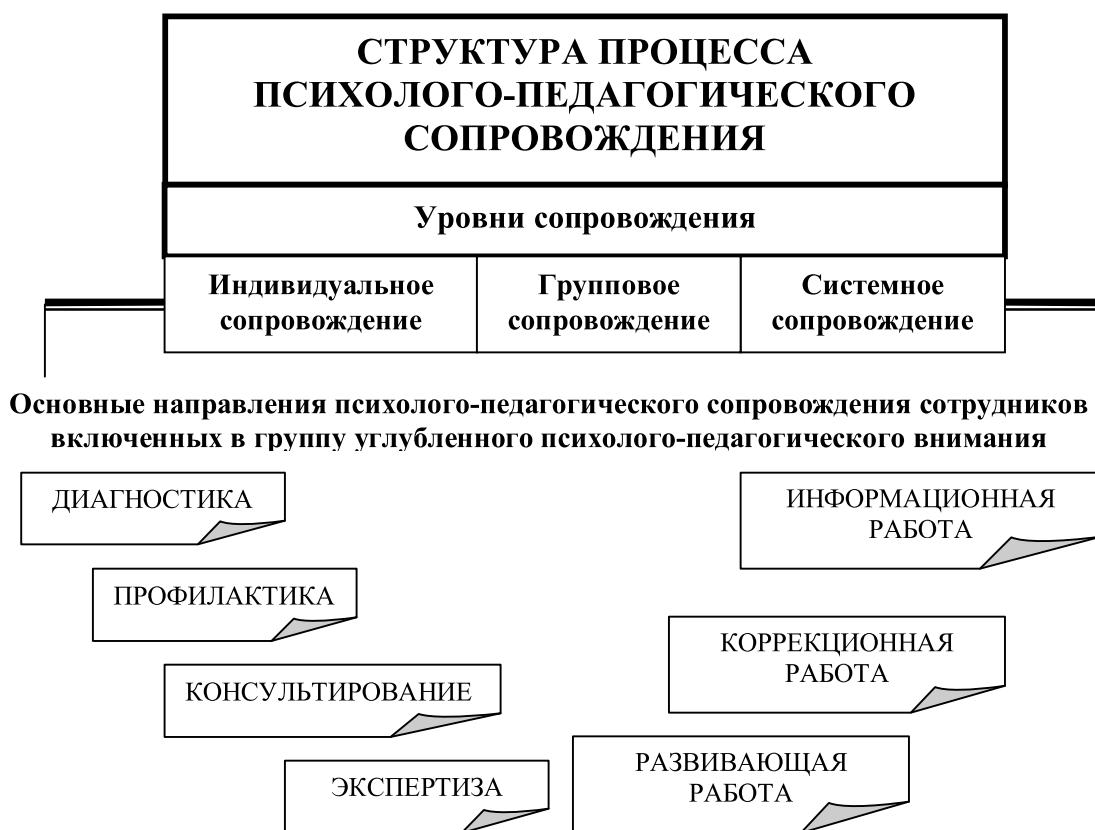 СТРУКТУРА ПРОЦЕССА
ПСИХОЛОГО-ПЕДАГОГИЧЕСКОГО
СОПРОВОЖДЕНИЯ
Уровни сопровождения
Индивидуальное
сопровождение
Групповое
сопровождение
Системное
сопровождение
Основные направления психолого-педагогического сопровождения сотрудников
включенных в группу углубленного психолого-педагогического внимания
ДИАГНОСТИКА
ИНФОРМАЦИОННАЯ
РАБОТА
ПРОФИЛАКТИКА
КОРРЕКЦИОННАЯ
РАБОТА
КОНСУЛЬТИРОВАНИЕ
ЭКСПЕРТИЗА
РАЗВИВАЮЩАЯ
РАБОТА